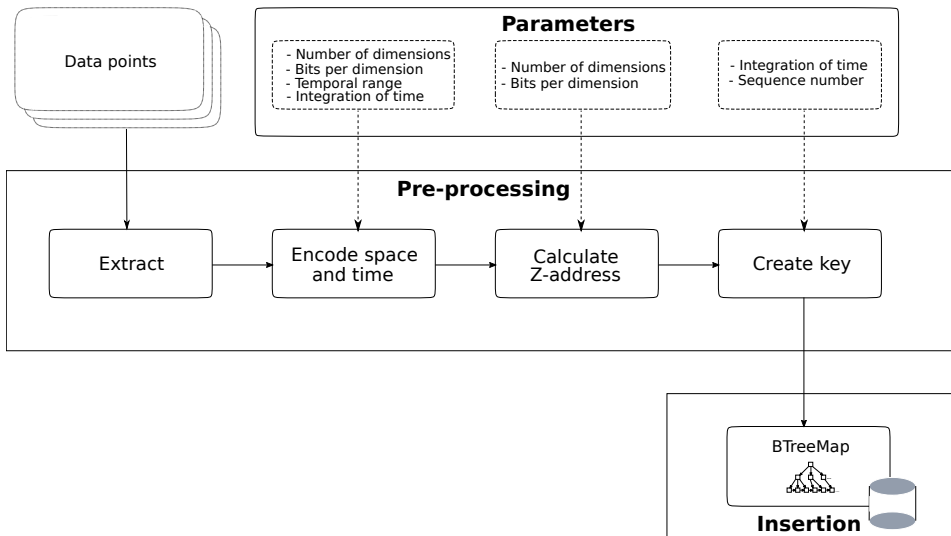 Parameters
Data points
- Number of dimensions
- Bits per dimension
- Temporal range
- Integration of time
- Number of dimensions
- Bits per dimension
- Integration of time
- Sequence number
Pre-processing
Extract
Encode space
and time
Calculate
Z-address
Create key
BTreeMap
Insertion